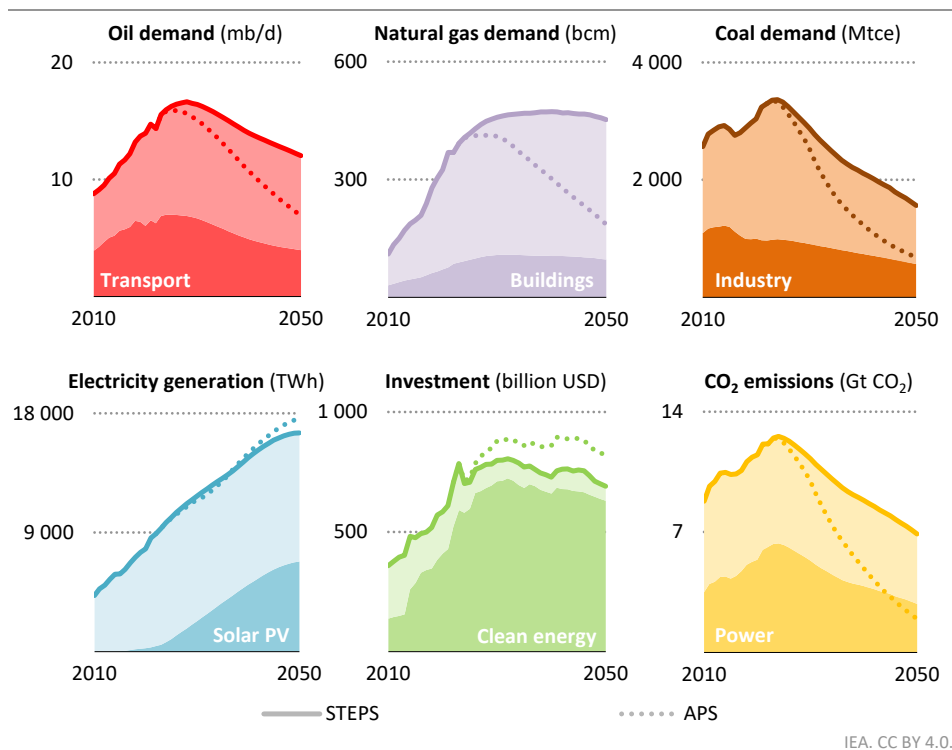 Oil demand (mb/d)
20
10
Transport
2010 2050
Natural gas demand (bcm)
600
300
Buildings
2010 2050
Coal demand (Mtce)
4 000
2 000
Industry
2010 2050
Electricity generation (TWh)
18 000
9 000
Solar PV
2010 2050
Investment (billion USD)
1 000
500
Clean energy
2010 2050
CO₂ emissions (Gt CO₂)
14
7
Power
2010 2050
STEPS APS
IEA. CC BY 4.0.